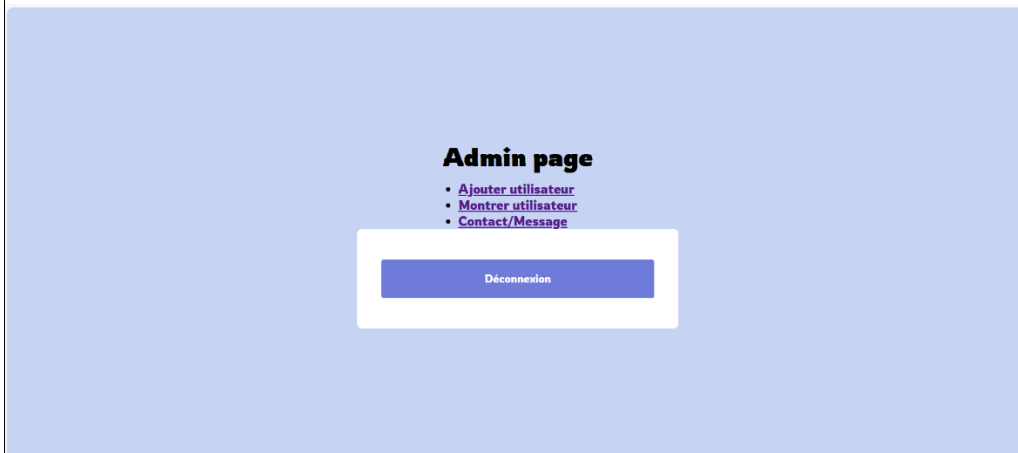 Admin page
Ajouter utilisateur
Montrer utilisateur
Contact/Message
Déconnexion